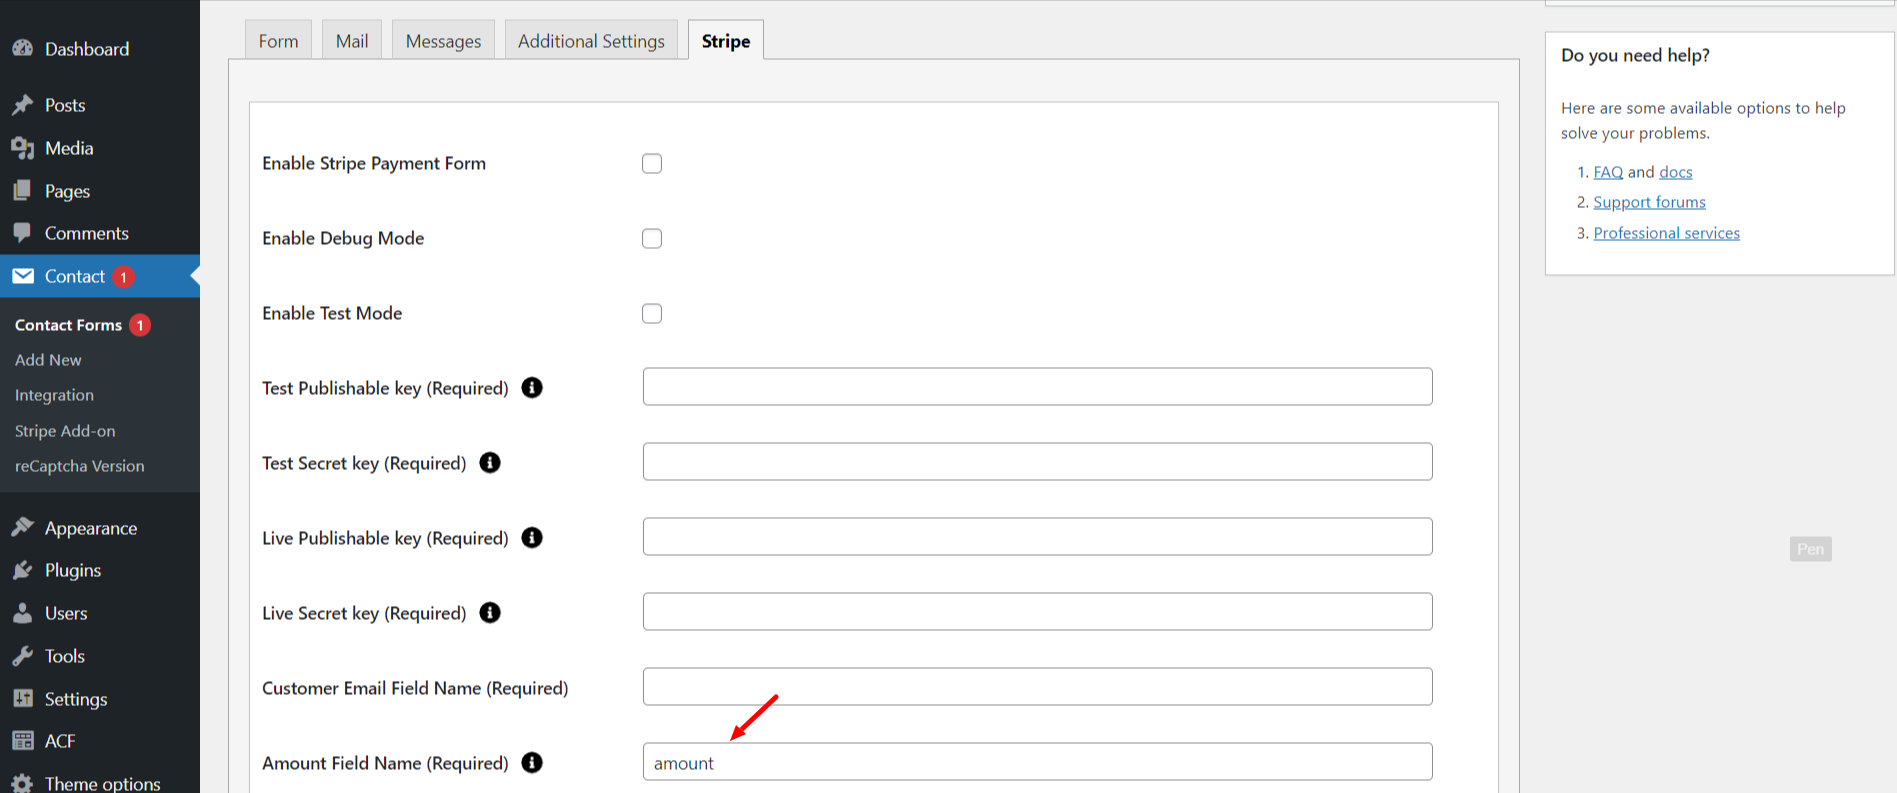 Dashboard
Posts
Media
Pages
Comments
Contact 1
Contact Forms 1
Add New
Integration
Stripe Add-on
reCaptcha Version
Appearance
Plugins
Users
Tools
Settings
ACF
Theme options
Form Mail Messages Additional Settings Stripe
Enable Stripe Payment Form
Enable Debug Mode
Enable Test Mode
Test Publishable key (Required)
Test Secret key (Required)
Live Publishable key (Required)
Live Secret key (Required)
Customer Email Field Name (Required)
Amount Field Name (Required) amount
Do you need help?
Here are some available options to help
solve your problems.
1. FAQ and docs
2. Support forums
3. Professional services
Pen